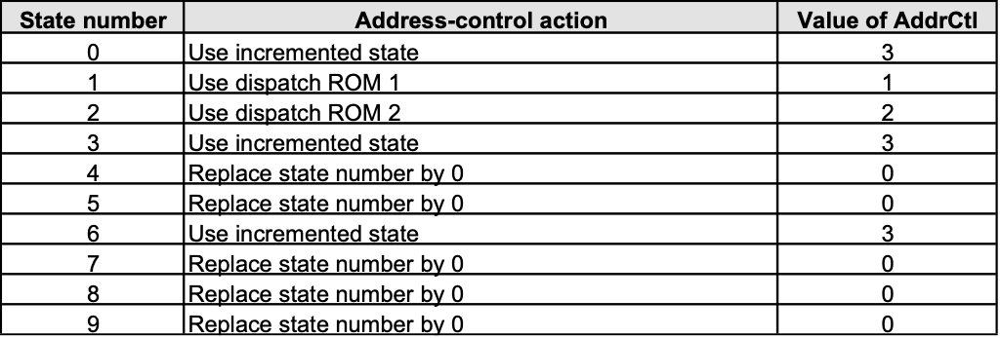 State number Address-control action Value of AddrCtl
0 Use incremented state 3
1 Use dispatch ROM 1 1
2 Use dispatch ROM 2 2
3 Use incremented state 3
4 Replace state number by 0 0
5 Replace state number by 0 0
6 Use incremented state 3
7 Replace state number by 0 0
8 Replace state number by 0 0
9 Replace state number by 0 0